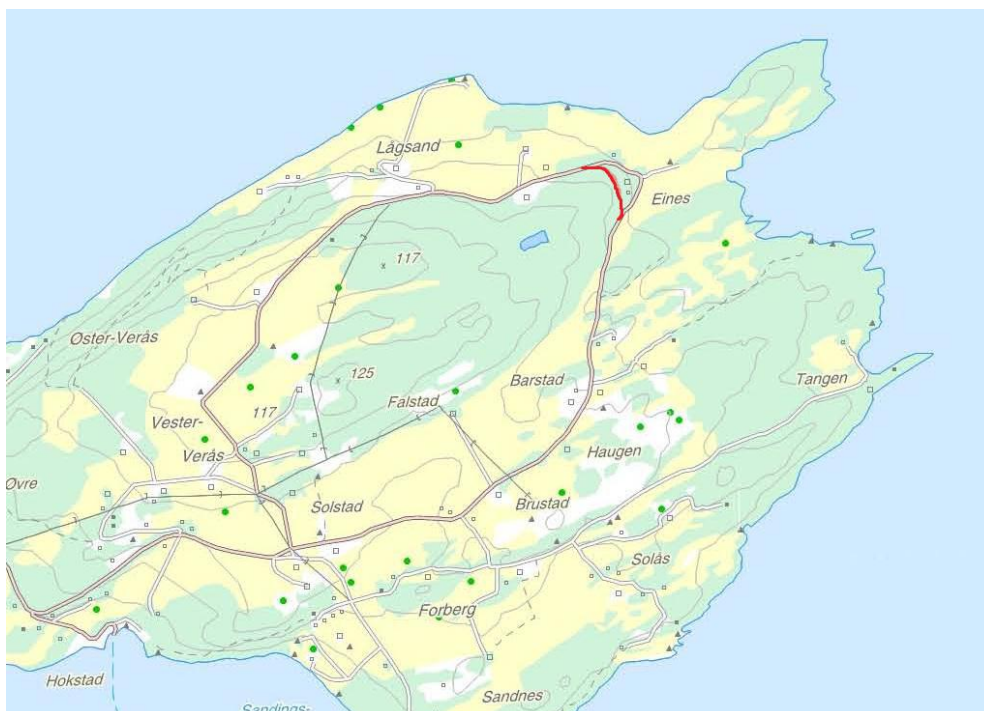 Lågsand
Eines
117
Øster-Verås
125
Barstad
Tangen
Falstad
117
Vester-
Verås
Haugen
Øvre
Solstad
Brustad
Solås
Forberg
Hokstad
Sandnes
Sandings-